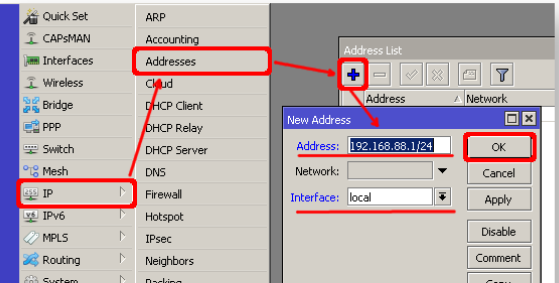 Quick Set
CAPsMAN
Interfaces
Wireless
Bridge
PPP
Switch
Mesh
IP
IPv6
MPLS
Routing
System
ARP
Accounting
Addresses
Cloud
DHCP Client
DHCP Relay
DHCP Server
DNS
Firewall
Hotspot
IPsec
Neighbors
Packing
Address List
Address
Network
New Address
Address: 192.168.88.1/24
Network:
Interface: local
OK
Cancel
Apply
Disable
Comment
Copy